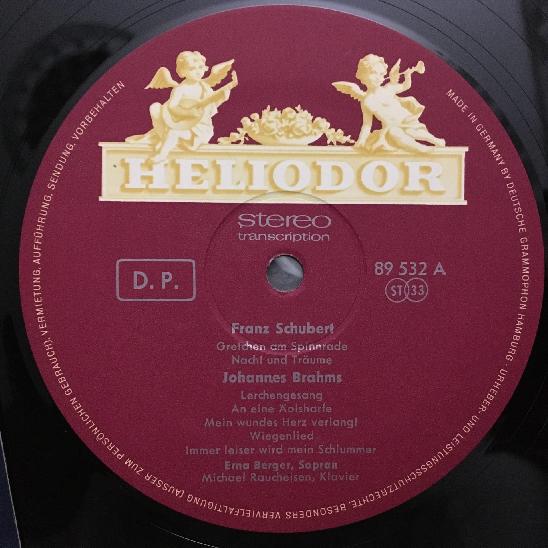 HELIODOR
stereo
transcription
D. P.
89 532 A
ST 33
Franz Schubert
Gretchen am Spinnrade
Nacht und Träume
Johannes Brahms
Lerchengesang
An eine Äolsharfe
Mein wundes Herz verlangt
Wiegenlied
Immer leiser wird mein Schlummer
Erna Berger, Sopran
Michael Raucheisen, Klavier
MADE IN GERMANY BY DEUTSCHE GRAMMOPHON HAMBURG · URHEBER- UND LEISTUNGSSCHUTZRECHTE, BESONDERS VERVIELFÄLTIGUNG (AUSSER ZUM PERSÖNLICHEN GEBRAUCH), VERMIETUNG, AUFFÜHRUNG, SENDUNG, VORBEHALTEN